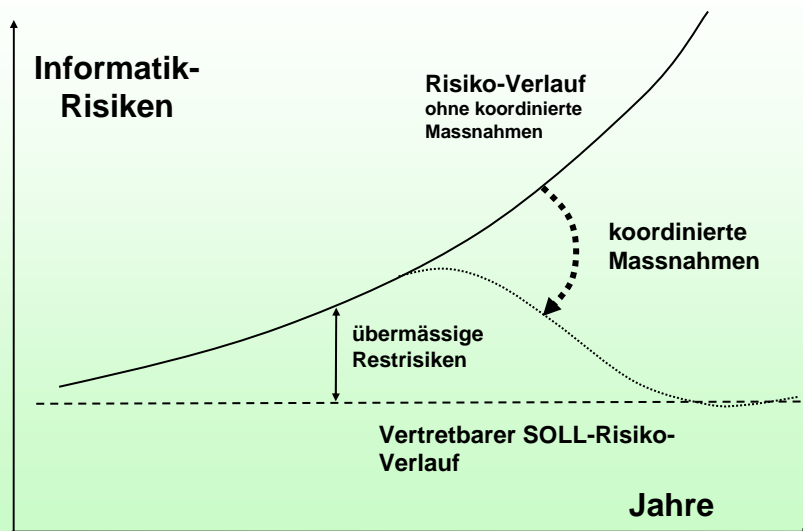 Informatik-
Risiken
Risiko-Verlauf
ohne koordinierte
Massnahmen
koordinierte
Massnahmen
übermässige
Restrisiken
Vertretbarer SOLL-Risiko-
Verlauf
Jahre